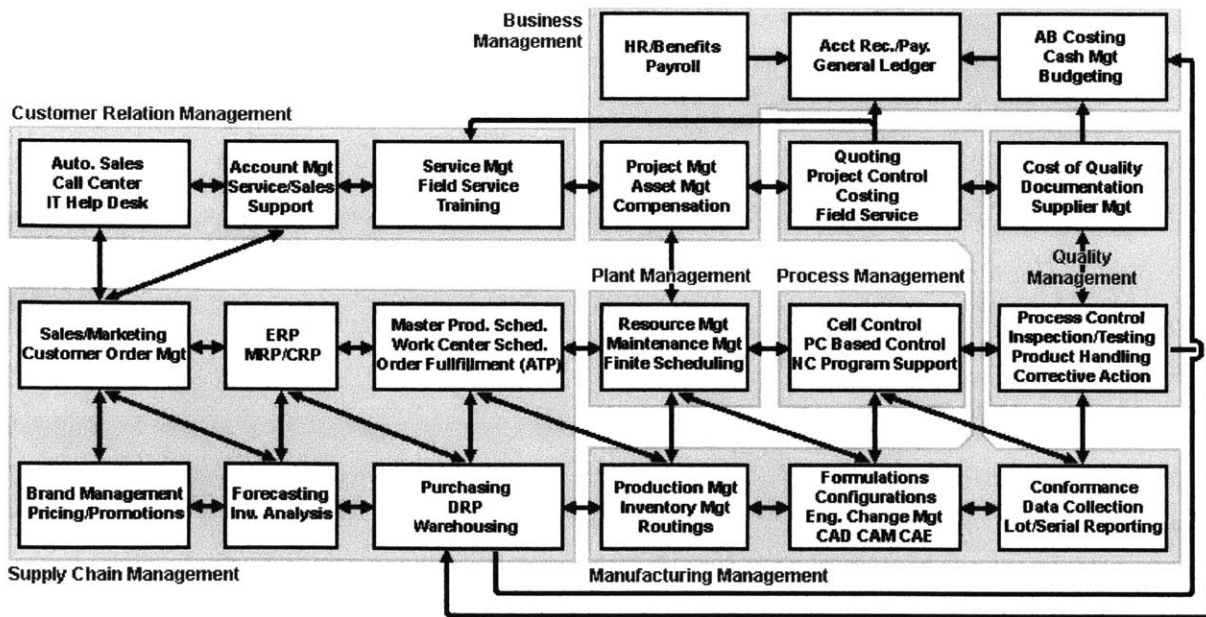 Business
Management
HR/Benefits
Payroll
Acct Rec./Pay.
General Ledger
AB Costing
Cash Mgt
Budgeting
Customer Relation Management
Auto. Sales
Call Center
IT Help Desk
Account Mgt
Service/Sales
Support
Service Mgt
Field Service
Training
Project Mgt
Asset Mgt
Compensation
Quoting
Project Control
Costing
Field Service
Cost of Quality
Documentation
Supplier Mgt
Plant Management
Process Management
Quality
Management
Sales/Marketing
Customer Order Mgt
ERP
MRP/CRP
Master Prod. Sched.
Work Center Sched.
Order Fullfillment (ATP)
Resource Mgt
Maintenance Mgt
Finite Scheduling
Cell Control
PC Based Control
NC Program Support
Process Control
Inspection/Testing
Product Handling
Corrective Action
Brand Management
Pricing/Promotions
Forecasting
Inv. Analysis
Purchasing
DRP
Warehousing
Production Mgt
Inventory Mgt
Routings
Formulations
Configurations
Eng. Change Mgt
CAD CAM CAE
Conformance
Data Collection
Lot/Serial Reporting
Supply Chain Management
Manufacturing Management